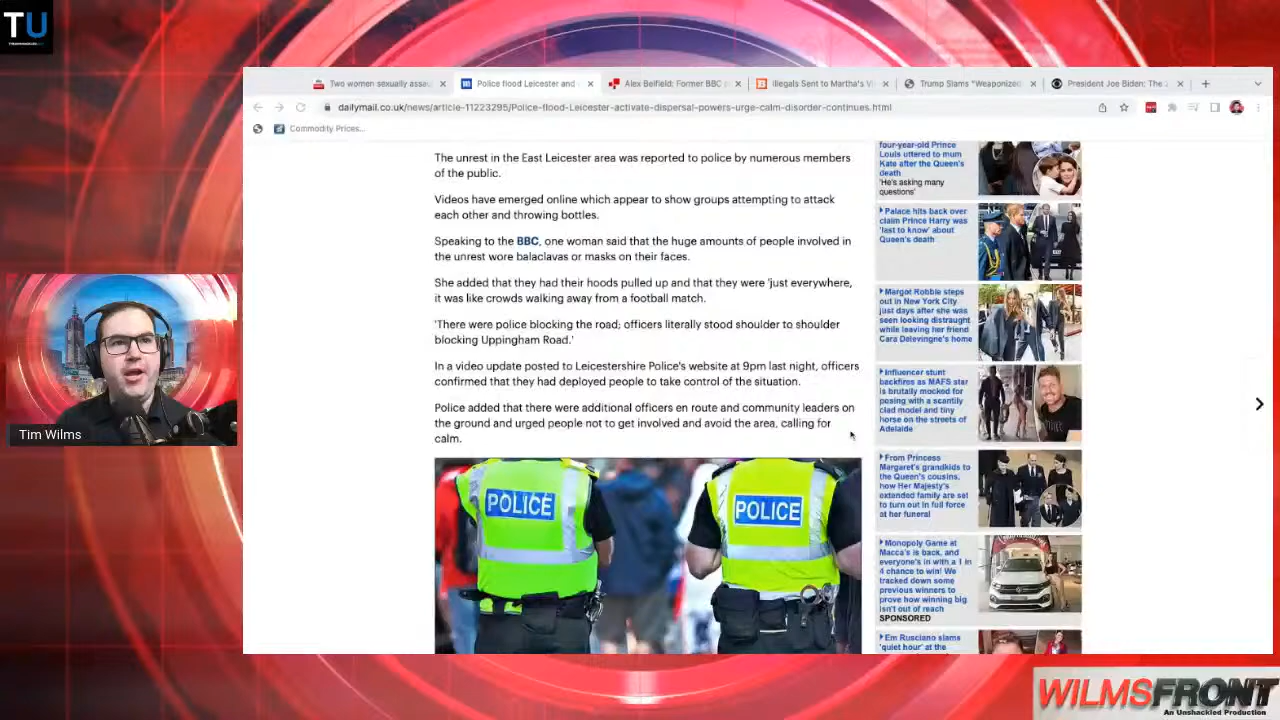 TU
Two women sexually assau
Police flood Leicester and
Alex Belfield: Former BBC
Illegals Sent to Martha's Vi
Trump Slams "Weaponized
President Joe Biden: The
dailymail.co.uk/news/article-11223295/Police-flood-Leicester-activate-dispersal-powers-urge-calm-disorder-continues.html
Commodity Prices...
The unrest in the East Leicester area was reported to police by numerous members
of the public.
Videos have emerged online which appear to show groups attempting to attack
each other and throwing bottles.
Speaking to the BBC, one woman said that the huge amounts of people involved in
the unrest wore balaclavas or masks on their faces.
She added that they had their hoods pulled up and that they were 'just everywhere,
it was like crowds walking away from a football match.
'There were police blocking the road; officers literally stood shoulder to shoulder
blocking Uppingham Road.'
In a video update posted to Leicestershire Police's website at 9pm last night, officers
confirmed that they had deployed people to take control of the situation.
Police added that there were additional officers en route and community leaders on
the ground and urged people not to get involved and avoid the area, calling for
calm.
POLICE
POLICE
four-year-old Prince
Louis uttered to mum
Kate after the Queen's
death
'He's asking many
questions'
Palace hits back over
claim Prince Harry was
'last to know' about
Queen's death
Margot Robbie steps
out in New York City
just days after she was
seen looking distraught
while leaving her friend
Cara Delevingne's home
Influencer stunt
backfires as MAFS star
is brutally mocked for
posing with a scantily
clad model and tiny
horse on the streets of
Adelaide
From Princess
Margaret's grandkids to
the Queen's cousins,
how Her Majesty's
extended family are set
to turn out in full force
at her funeral
Monopoly Game at
Macca's is back, and
everyone's in with a 1 in
4 chance to win! We
tracked down some
previous winners to
prove how winning big
isn't out of reach
SPONSORED
Em Rusciano slams
'quiet hour' at the
Tim Wilms
WILMSFRONT
An Unshackled Production